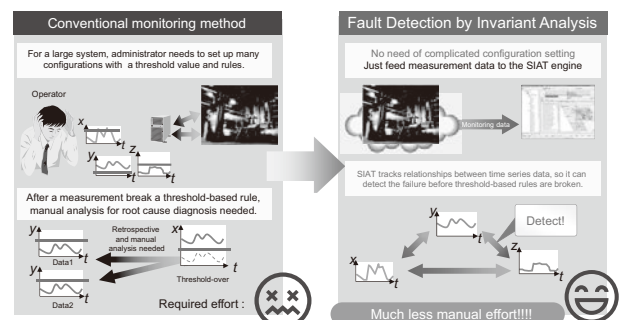 Conventional monitoring method
For a large system, administrator needs to set up many
configurations with a threshold value and rules.
Operator
x
t
y
t
z
t
After a measurement break a threshold-based rule,
manual analysis for root cause diagnosis needed.
y
t
Data1
y
t
Data2
Retrospective
and manual
analysis needed
x
t
Threshold-over
Required effort :
Fault Detection by Invariant Analysis
No need of complicated configuration setting
Just feed measurement data to the SIAT engine
Monitoring data
SIAT tracks relationships between time series data, so it can
detect the failure before threshold-based rules are broken.
y
t
Detect!
x
t
z
t
Much less manual effort!!!!